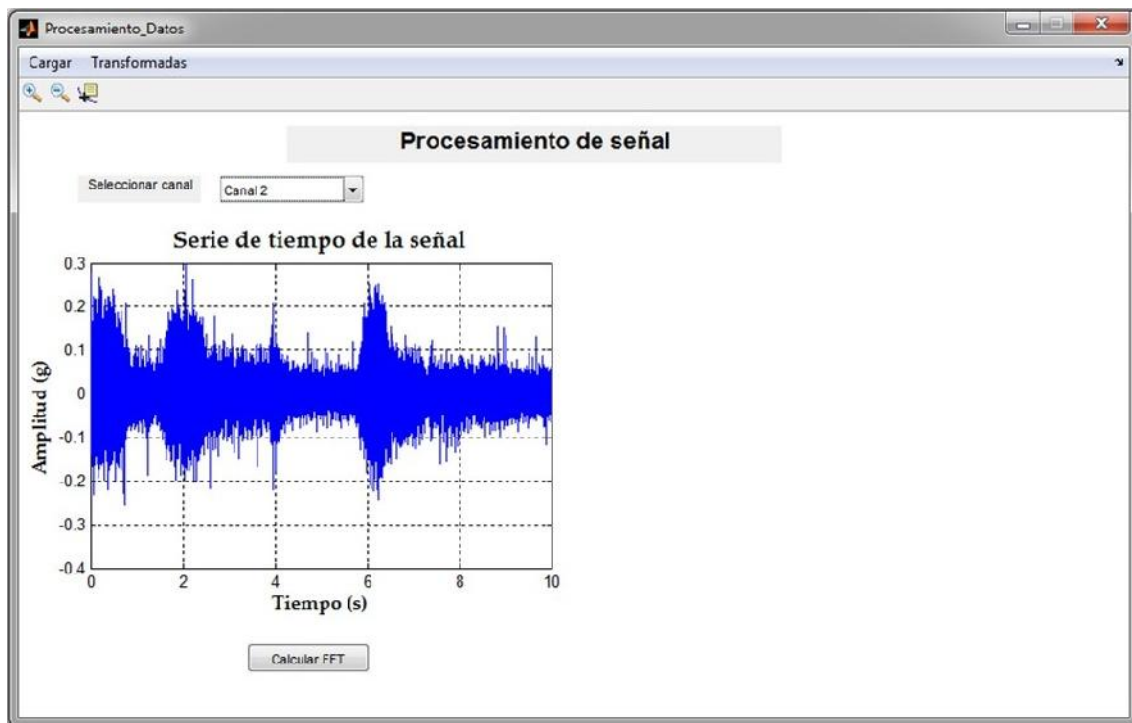 Procesamiento_Datos
Cargar Transformadas
Procesamiento de señal
Seleccionar canal Canal 2
Serie de tiempo de la señal
0.3
0.2
0.1
0
-0.1
-0.2
-0.3
-0.4
Amplitud (g)
0 2 4 6 8 10
Tiempo (s)
Calcular FFT